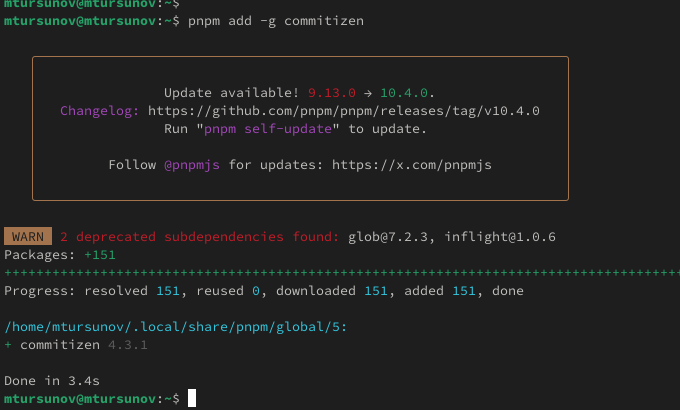 mtursunov@mtursunov:~$
mtursunov@mtursunov:~$ pnpm add -g commitizen
Update available! 9.13.0 → 10.4.0.
Changelog: https://github.com/pnpm/pnpm/releases/tag/v10.4.0
Run "pnpm self-update" to update.
Follow @pnpmjs for updates: https://x.com/pnpmjs
WARN 2 deprecated subdependencies found: glob@7.2.3, inflight@1.0.6
Packages: +151
+++++++++++++++++++++++++++++++++++++++++++++++++++++++++++++++++++++++++++++++++++++
Progress: resolved 151, reused 0, downloaded 151, added 151, done
/home/mtursunov/.local/share/pnpm/global/5:
+ commitizen 4.3.1
Done in 3.4s
mtursunov@mtursunov:~$